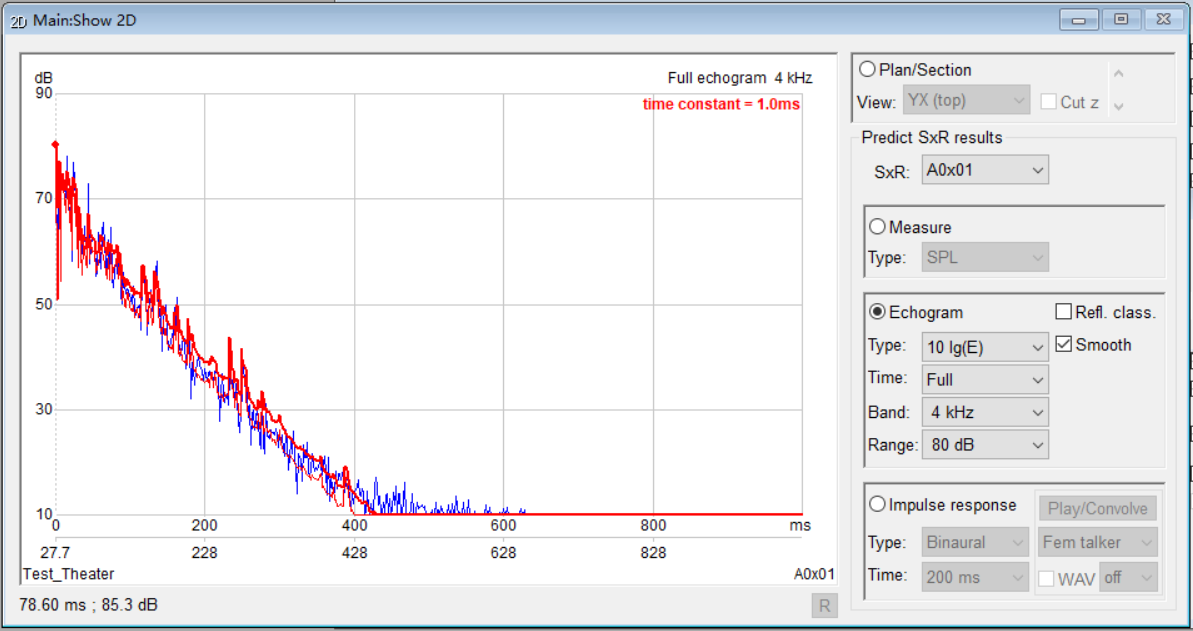 2D Main:Show 2D
dB
Full echogram 4 kHz
90
time constant = 1.0ms
70
50
30
10
0 200 400 600 800 ms
27.7 228 428 628 828
Test_Theater A0x01
78.60 ms ; 85.3 dB
R
Plan/Section
View: YX (top) Cut z
Predict SxR results
SxR: A0x01
Measure
Type: SPL
Echogram Refl. class.
Type: 10 lg(E) Smooth
Time: Full
Band: 4 kHz
Range: 80 dB
Impulse response Play/Convolve
Type: Binaural Fem talker
Time: 200 ms WAV off